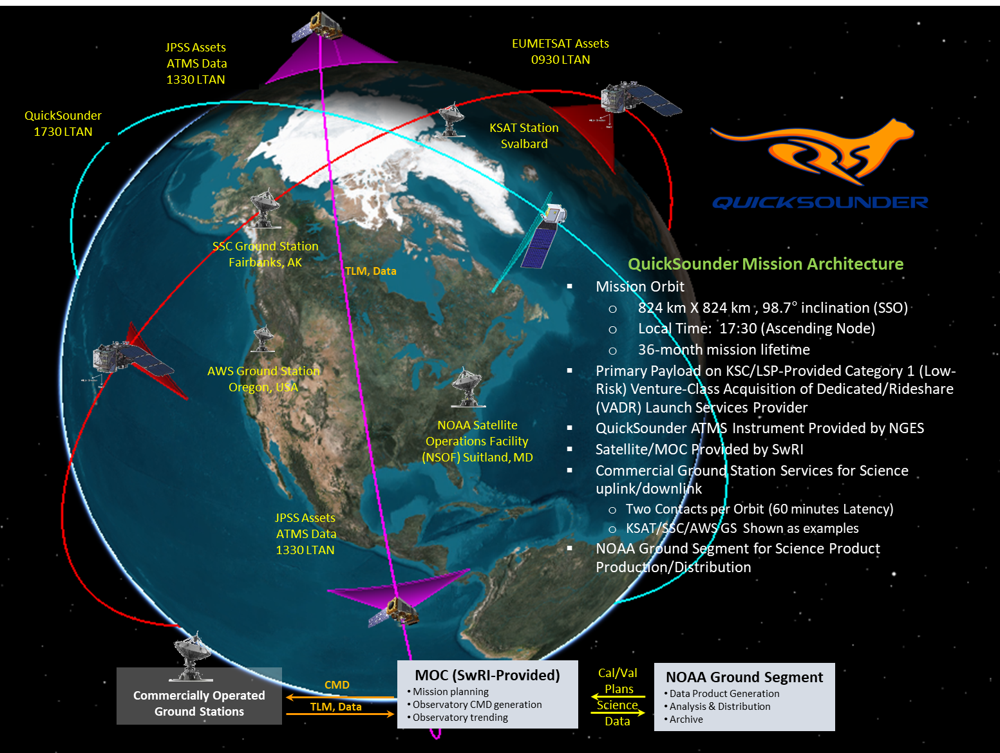 JPSS Assets
ATMS Data
1330 LTAN
EUMETSAT Assets
0930 LTAN
QuickSounder
1730 LTAN
KSAT Station
Svalbard
QUICKSOUNDER
SSC Ground Station
Fairbanks, AK
TLM, Data
AWS Ground Station
Oregon, USA
NOAA Satellite
Operations Facility
(NSOF) Suitland, MD
JPSS Assets
ATMS Data
1330 LTAN
QuickSounder Mission Architecture
▪ Mission Orbit
o 824 km X 824 km , 98.7° inclination (SSO)
o Local Time: 17:30 (Ascending Node)
o 36-month mission lifetime
▪ Primary Payload on KSC/LSP-Provided Category 1 (Low-
Risk) Venture-Class Acquisition of Dedicated/Rideshare
(VADR) Launch Services Provider
▪ QuickSounder ATMS Instrument Provided by NGES
▪ Satellite/MOC Provided by SwRI
▪ Commercial Ground Station Services for Science
uplink/downlink
o Two Contacts per Orbit (60 minutes Latency)
o KSAT/SSC/AWS GS Shown as examples
▪ NOAA Ground Segment for Science Product
Production/Distribution
Commercially Operated
Ground Stations
CMD
TLM, Data
MOC (SwRI-Provided)
• Mission planning
• Observatory CMD generation
• Observatory trending
Cal/Val
Plans
Science
Data
NOAA Ground Segment
• Data Product Generation
• Analysis & Distribution
• Archive